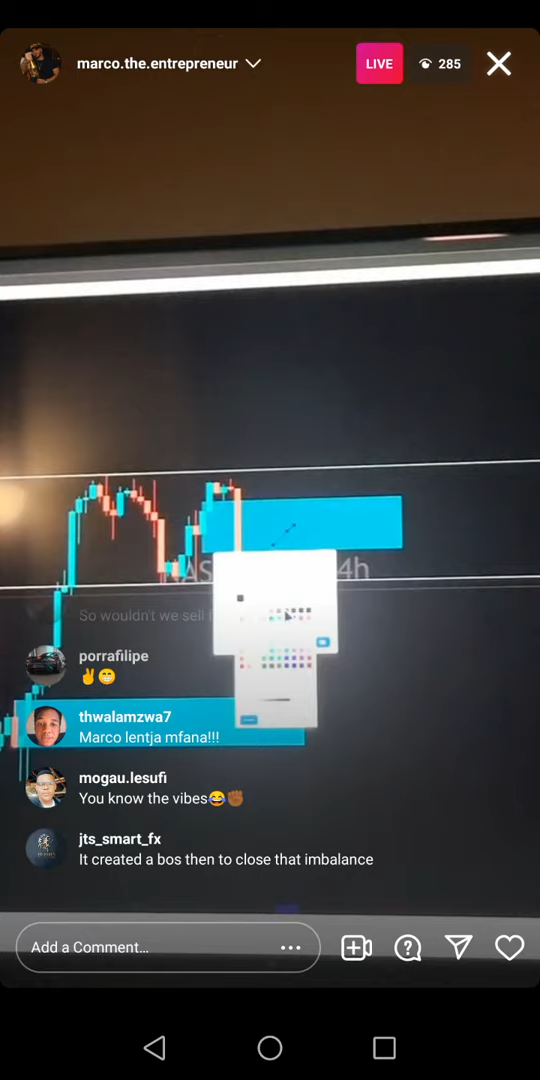 marco.the.entrepreneur
LIVE
285
4h
So wouldn't we sell
porrafilipe
✌️😁
thwalamzwa7
Marco lentja mfana!!!
mogau.lesufi
You know the vibes😂✊🏾
jts_smart_fx
It created a bos then to close that imbalance
Add a Comment...